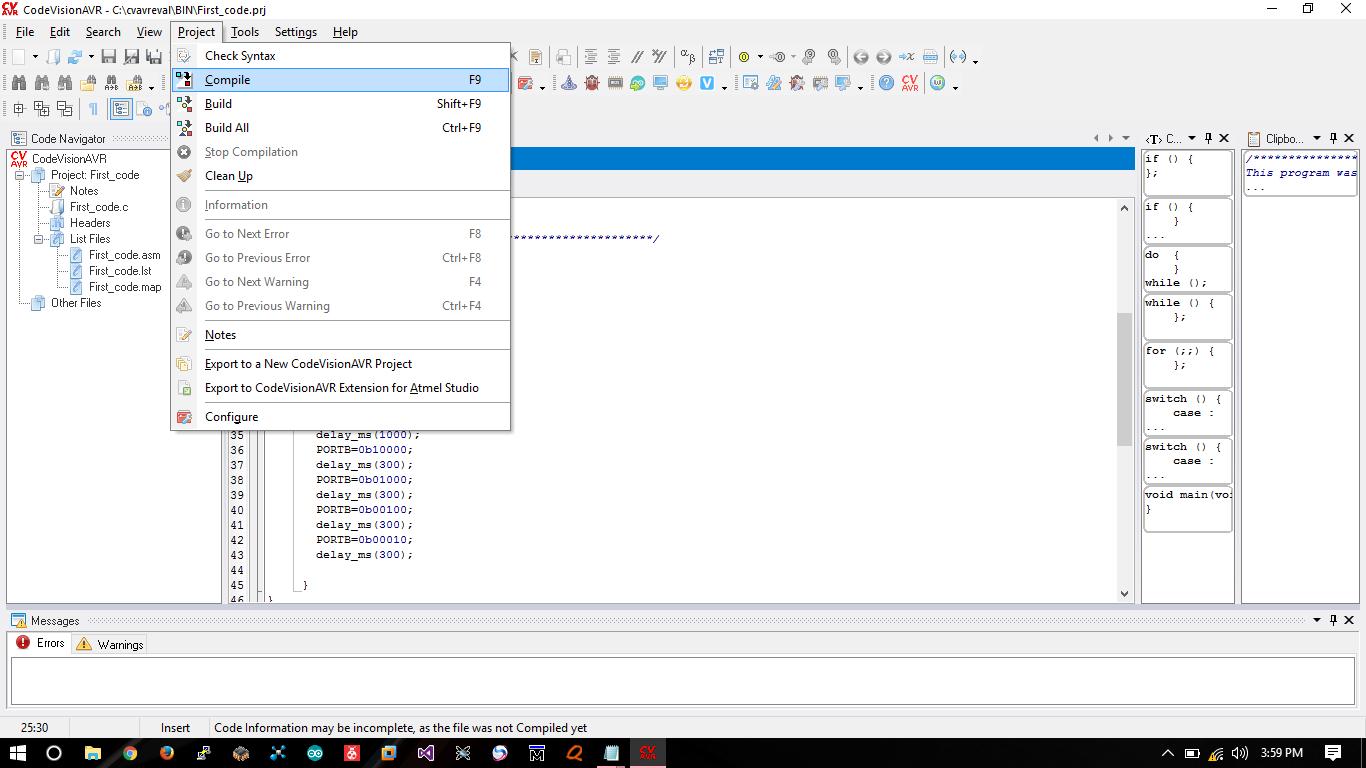 CodeVisionAVR - C:\cvavreval\BIN\First_code.prj
File Edit Search View Project Tools Settings Help
Check Syntax
Compile F9
Build Shift+F9
Build All Ctrl+F9
Stop Compilation
Clean Up
Information
Go to Next Error F8
Go to Previous Error Ctrl+F8
Go to Next Warning F4
Go to Previous Warning Ctrl+F4
Notes
Export to a New CodeVisionAVR Project
Export to CodeVisionAVR Extension for Atmel Studio
Configure
Code Navigator
CodeVisionAVR
Project: First_code
Notes
First_code.c
Headers
List Files
First_code.asm
First_code.lst
First_code.map
Other Files
********************/
35 delay_ms(1000);
36 PORTB=0b10000;
37 delay_ms(300);
38 PORTB=0b01000;
39 delay_ms(300);
40 PORTB=0b00100;
41 delay_ms(300);
42 PORTB=0b00010;
43 delay_ms(300);
44
45 }
46 }
C...
if () {
};
if () {
}
...
do {
}
while ();
while () {
};
for (;;) {
};
switch () {
case :
...
switch () {
case :
...
void main(voi
}
Clipbo...
/***************
This program was
...
Messages
Errors Warnings
25:30 Insert Code Information may be incomplete, as the file was not Compiled yet
3:59 PM